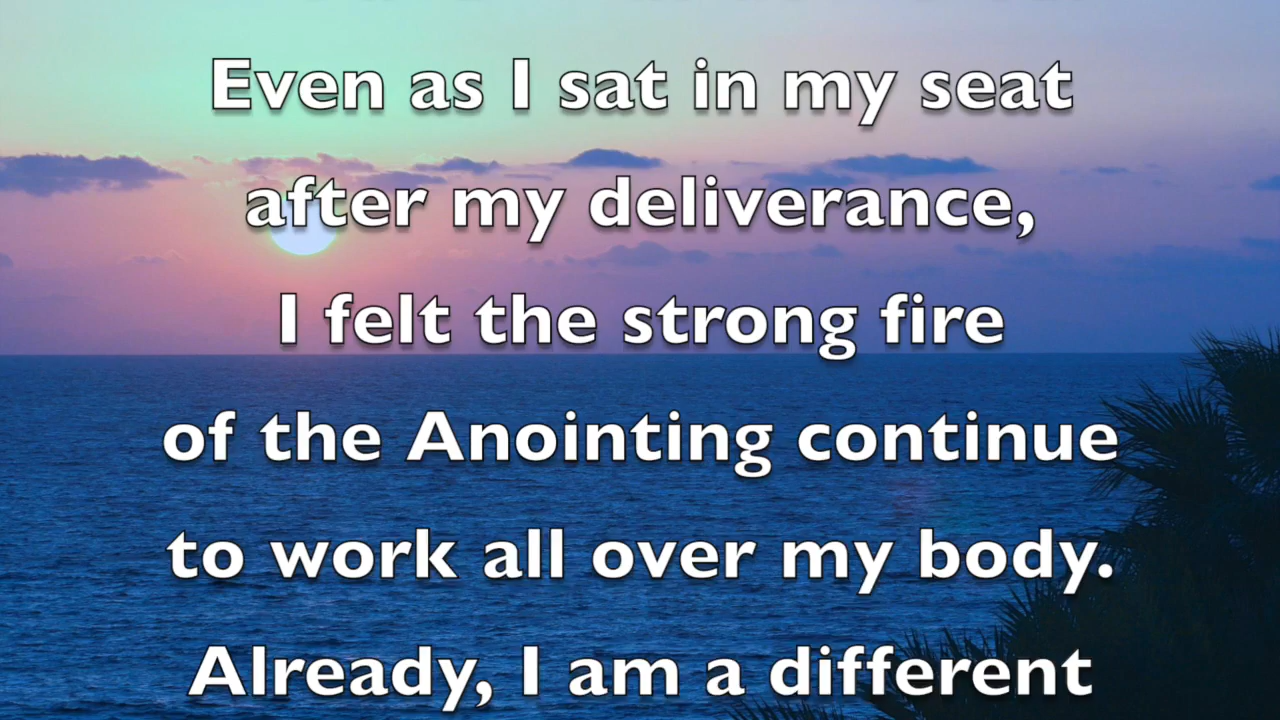 Even as I sat in my seat
after my deliverance,
I felt the strong fire
of the Anointing continue
to work all over my body.
Already, I am a different